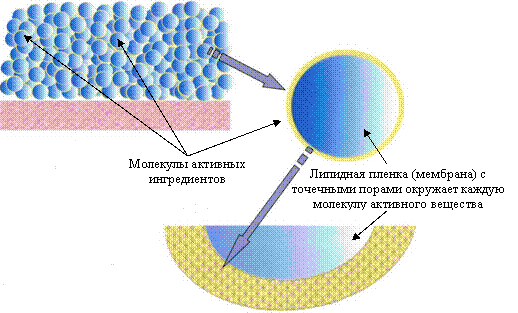 Молекулы активных
ингредиентов
Липидная пленка (мембрана) с
точечными порами окружает каждую
молекулу активного вещества